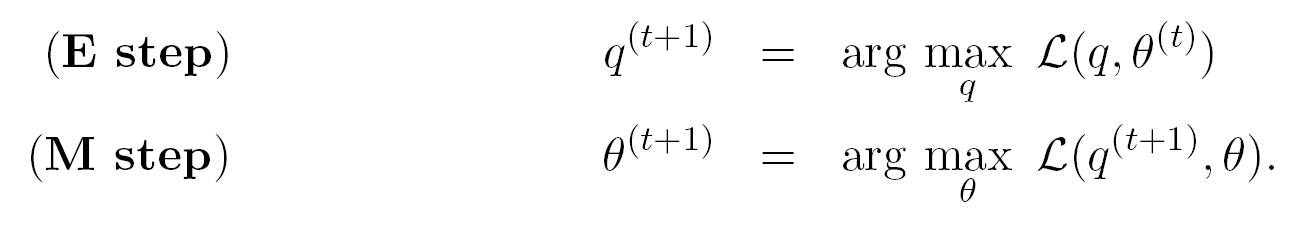 (E step) q^{(t+1)} = arg max_q ℒ(q, θ^{(t)})
(M step) θ^{(t+1)} = arg max_θ ℒ(q^{(t+1)}, θ).